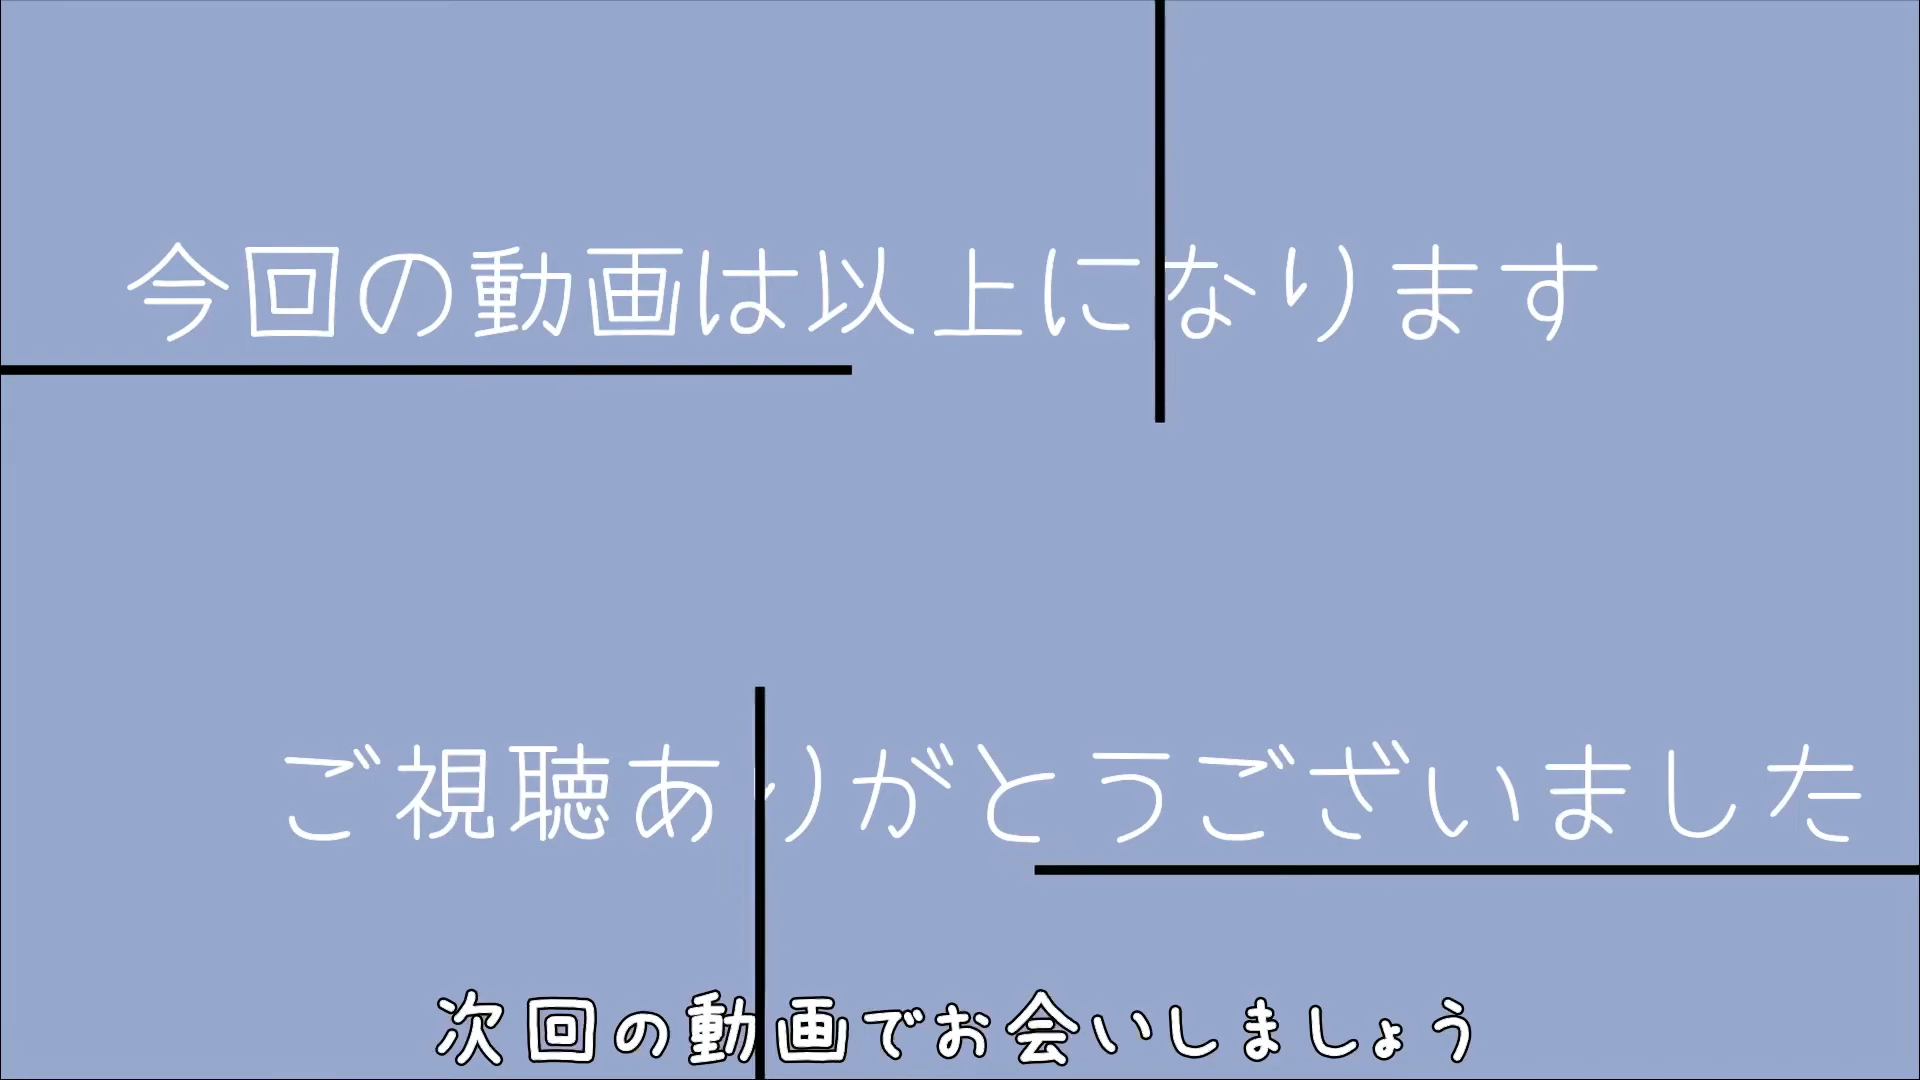 今回の動画は以上になります
ご視聴ありがとうございました
次回の動画でお会いしましょう